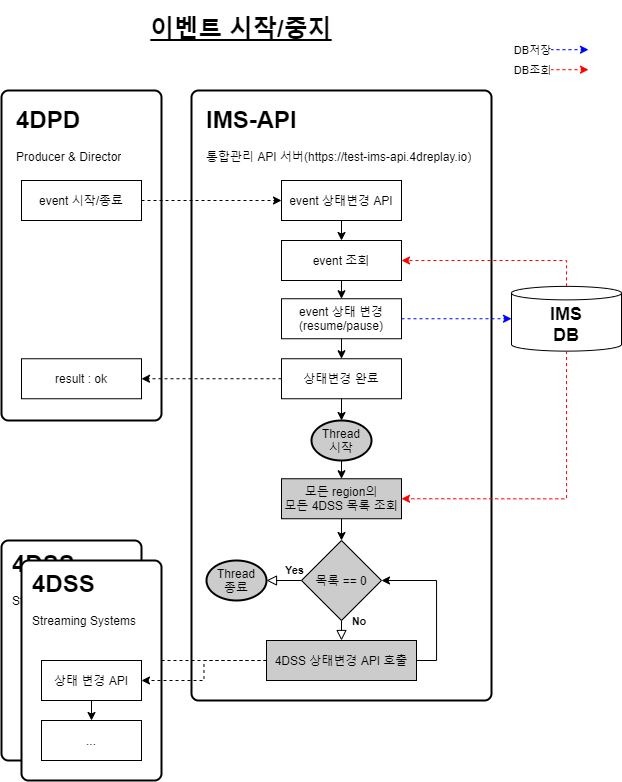 이벤트 시작/중지
DB저장
DB조회
4DPD
Producer & Director
event 시작/종료
result : ok
IMS-API
통합관리 API 서버(https://test-ims-api.4dreplay.io)
event 상태변경 API
event 조회
event 상태 변경
(resume/pause)
상태변경 완료
Thread
시작
모든 region의
모든 4DSS 목록 조회
목록 == 0
Yes
No
Thread
종료
4DSS 상태변경 API 호출
IMS
DB
4DSS
4DSS
Streaming Systems
상태 변경 API
...